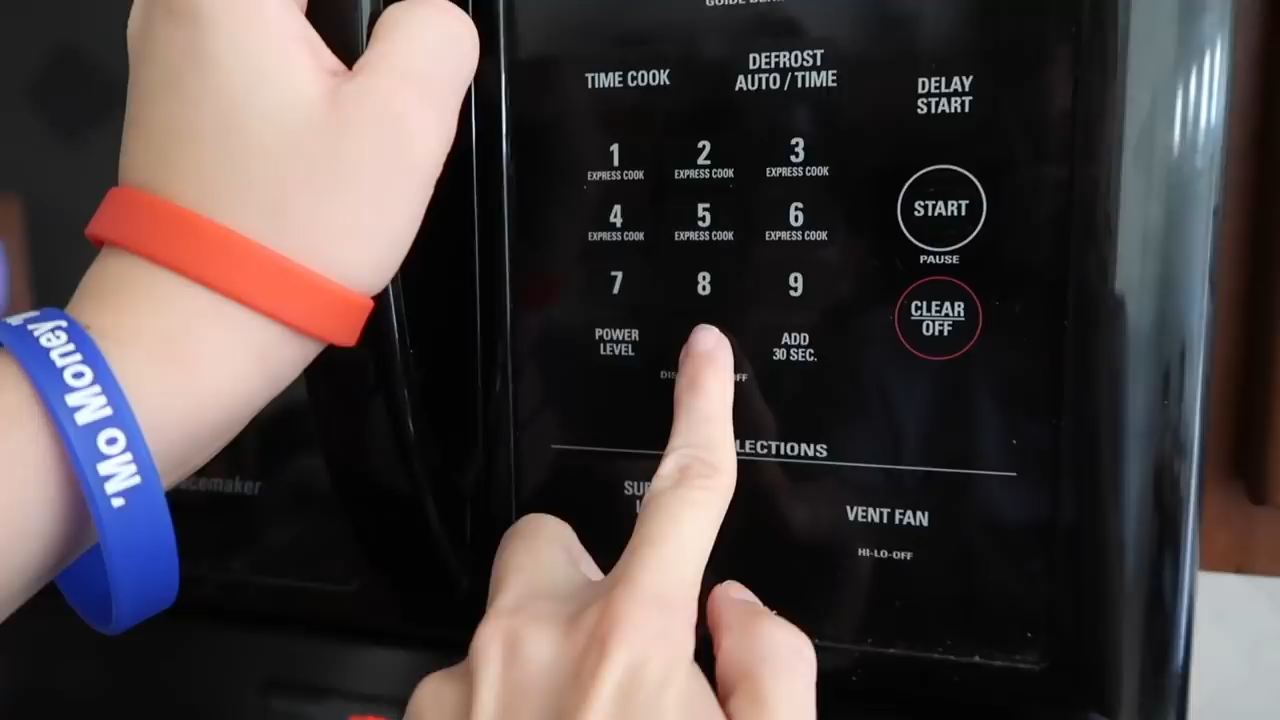 TIME COOK
DEFROST
AUTO / TIME
DELAY
START
1
EXPRESS COOK
2
EXPRESS COOK
3
EXPRESS COOK
4
EXPRESS COOK
5
EXPRESS COOK
6
EXPRESS COOK
START
PAUSE
7
8
9
CLEAR
OFF
POWER
LEVEL
ADD
30 SEC.
LECTIONS
VENT FAN
HI-LO-OFF
'Mo Money